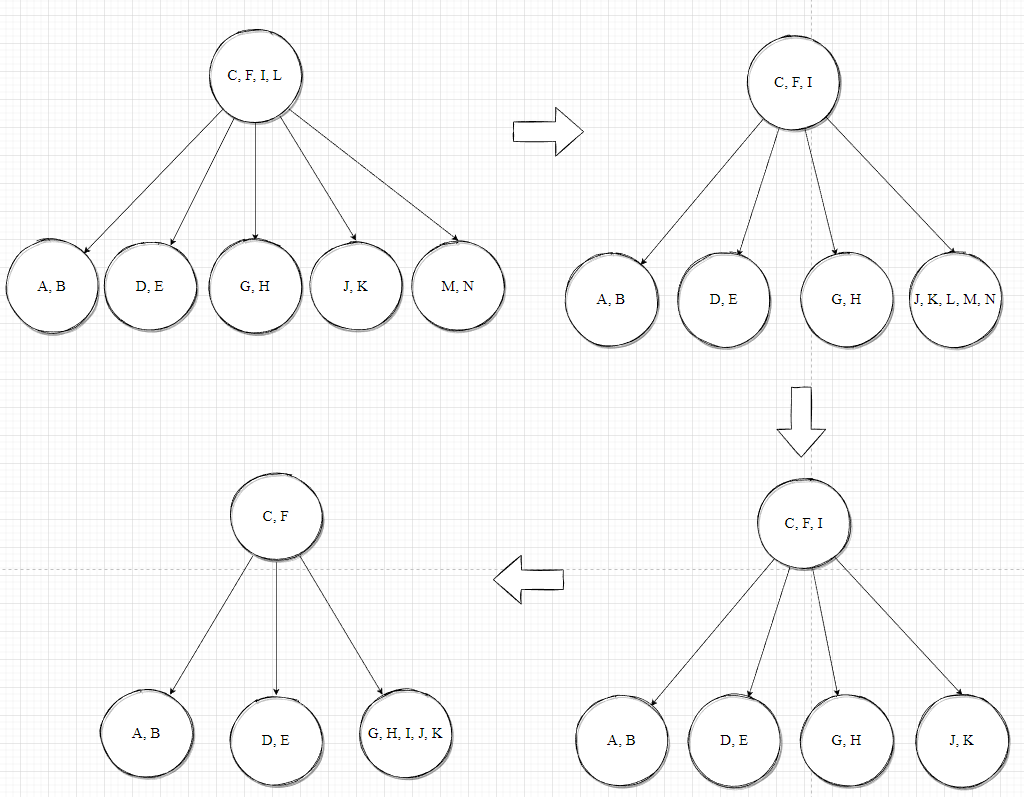 C, F, I, L
A, B
D, E
G, H
J, K
M, N
C, F, I
A, B
D, E
G, H
J, K, L, M, N
C, F, I
A, B
D, E
G, H
J, K
C, F
A, B
D, E
G, H, I, J, K